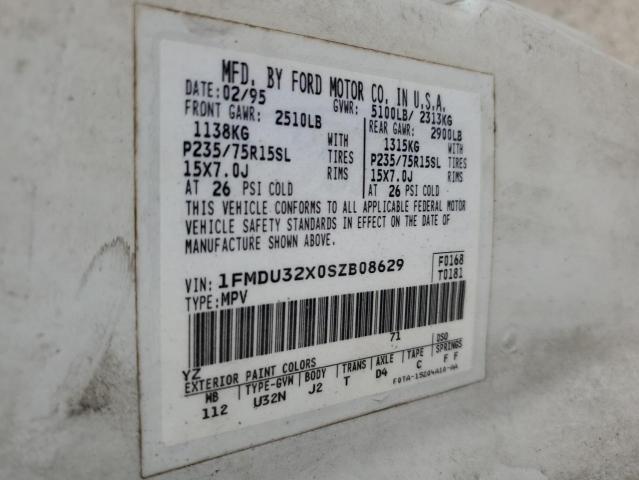 MFD. BY FORD MOTOR CO. IN U.S.A.
DATE: 02/95 GVWR: 5100LB/ 2313KG
FRONT GAWR: 2510LB REAR GAWR: 2900LB
1138KG WITH 1315KG WITH
P235/75R15SL TIRES P235/75R15SL TIRES
15X7.0J RIMS 15X7.0J RIMS
AT 26 PSI COLD AT 26 PSI COLD
THIS VEHICLE CONFORMS TO ALL APPLICABLE FEDERAL MOTOR
VEHICLE SAFETY STANDARDS IN EFFECT ON THE DATE OF
MANUFACTURE SHOWN ABOVE.
VIN: 1FMDU32X0SZB08629 F0168
TYPE: MPV T0181
71
YZ DSO
EXTERIOR PAINT COLORS
WB TYPE-GVW BODY TRANS AXLE TAPE SPRINGS
112 U32N J2 T D4 C F F